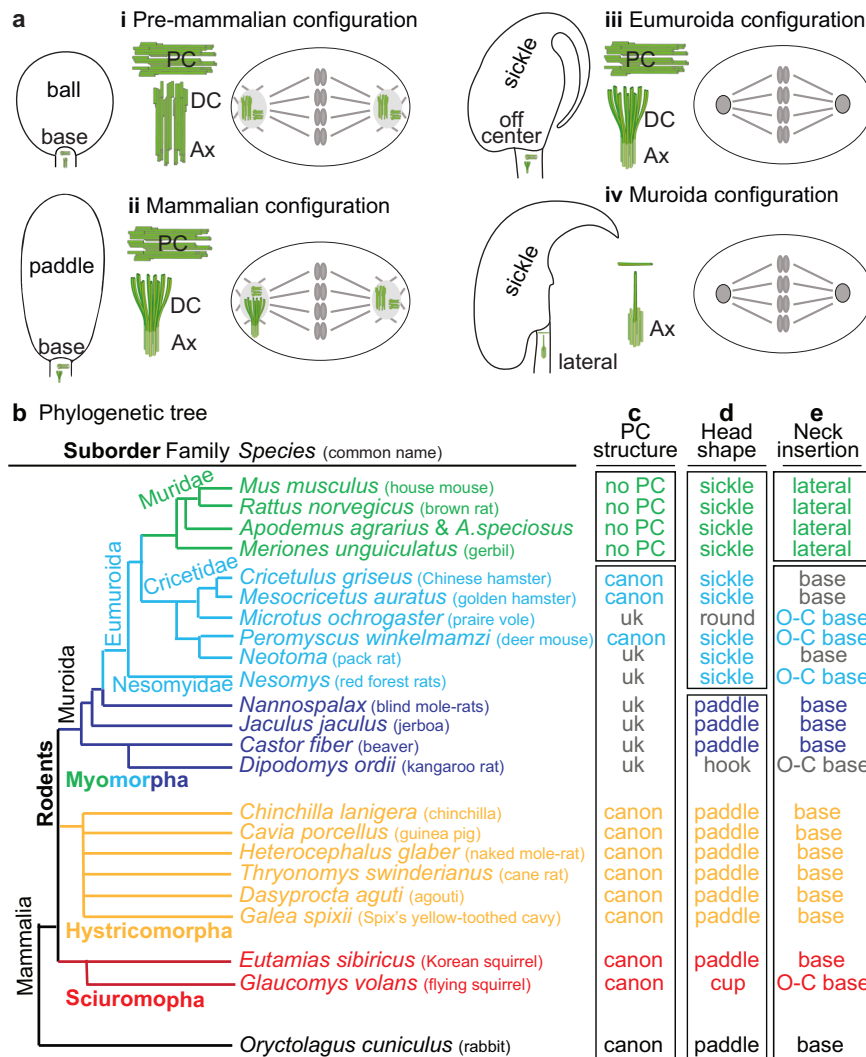 a
i Pre-mammalian configuration
ball
base
PC
DC
Ax
iii Eumuroida configuration
sickle
off
center
PC
DC
Ax
ii Mammalian configuration
paddle
base
PC
DC
Ax
iv Muroida configuration
sickle
lateral
Ax
b Phylogenetic tree
c PC structure
d Head shape
e Neck insertion
Suborder Family Species (common name)
Muridae
Mus musculus (house mouse) no PC sickle lateral
Rattus norvegicus (brown rat) no PC sickle lateral
Apodemus agrarius & A.speciosus no PC sickle lateral
Meriones unguiculatus (gerbil) no PC sickle lateral
Eumuroida
Cricetidae
Cricetulus griseus (Chinese hamster) canon sickle base
Mesocricetus auratus (golden hamster) canon sickle base
Microtus ochrogaster (praire vole) uk round O-C base
Peromyscus winkelmamzi (deer mouse) canon sickle O-C base
Neotoma (pack rat) uk sickle base
Nesomyidae
Nesomys (red forest rats) uk sickle O-C base
Muroida
Nannospalax (blind mole-rats) uk paddle base
Jaculus jaculus (jerboa) uk paddle base
Castor fiber (beaver) uk paddle base
Dipodomys ordii (kangaroo rat) uk hook O-C base
Myomorpha
Rodents
Chinchilla lanigera (chinchilla) canon paddle base
Cavia porcellus (guinea pig) canon paddle base
Heterocephalus glaber (naked mole-rat) canon paddle base
Thryonomys swinderianus (cane rat) canon paddle base
Dasyprocta aguti (agouti) canon paddle base
Galea spixii (Spix's yellow-toothed cavy) canon paddle base
Hystricomorpha
Mammalia
Eutamias sibiricus (Korean squirrel) canon paddle base
Glaucomys volans (flying squirrel) canon cup O-C base
Sciuromopha
Oryctolagus cuniculus (rabbit) canon paddle base